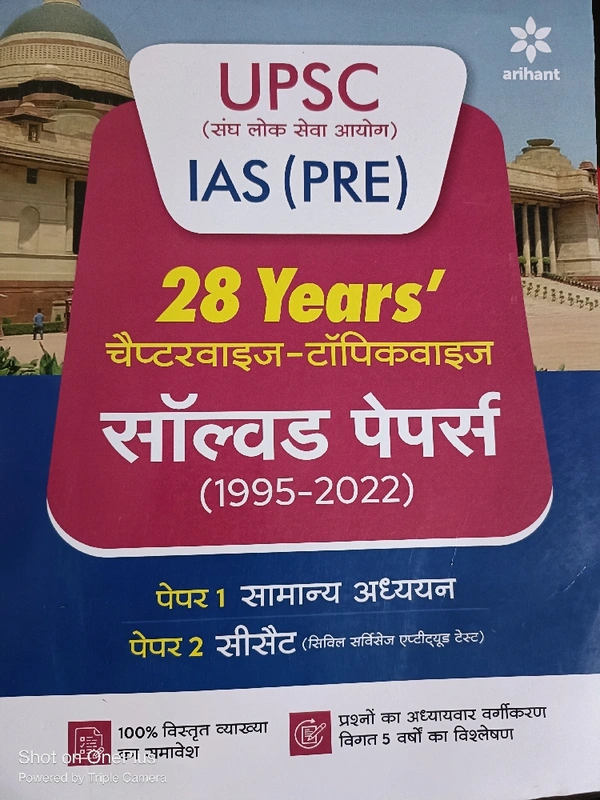 arihant
UPSC
(संघ लोक सेवा आयोग)
IAS (PRE)
28 Years'
चैप्टरवाइज-टॉपिकवाइज
सॉल्वड पेपर्स
(1995-2022)
पेपर 1 सामान्य अध्ययन
पेपर 2 सीसैट (सिविल सर्विसेज एप्टीट्यूड टेस्ट)
100% विस्तृत व्याख्या
का समावेश
प्रश्नों का अध्यायवार वर्गीकरण
विगत 5 वर्षों का विश्लेषण
Shot on OnePlus
Powered by Triple Camera